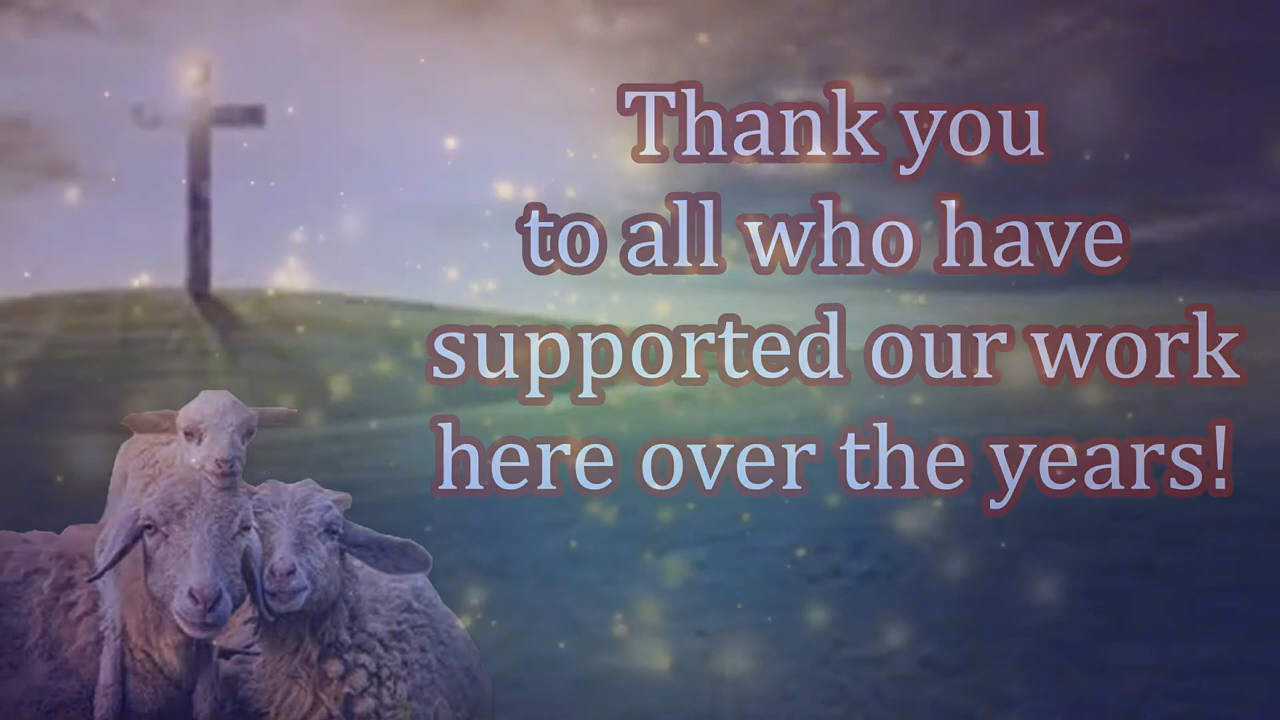 Thank you
to all who have
supported our work
here over the years!